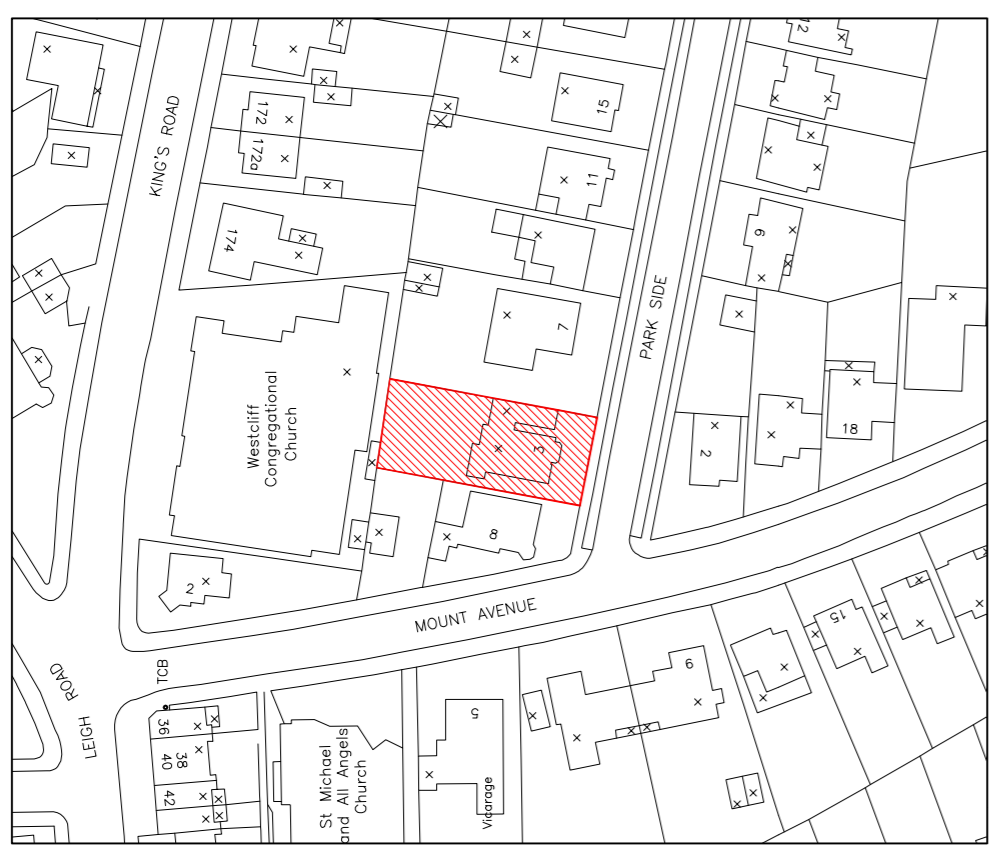 12
KING'S ROAD
172
172a
15
11
174
6
PARK SIDE
7
Westcliff
Congregational
Church
3
18
2
8
2
MOUNT AVENUE
15
9
LEIGH ROAD
TCB
36
38
40
42
St Michael
and All Angels
Church
5
Vicarage